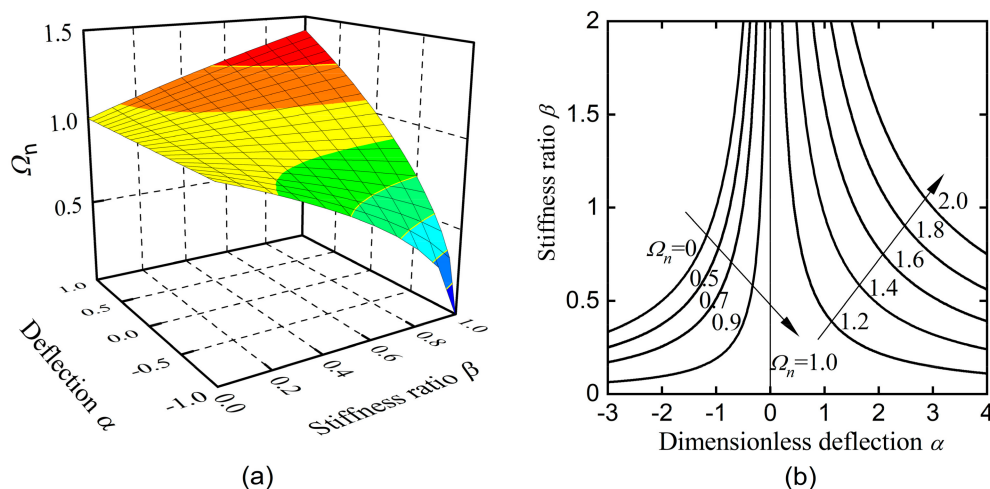 1.5
1.0
0.5
Ωn
1.0
0.5
0.0
-0.5
-1.0
Deflection α
0.0
0.2
0.4
0.6
0.8
1.0
Stiffness ratio β
(a)
2
1.5
1
0.5
0
Stiffness ratio β
Ωn=0
0.5
0.7
0.9
Ωn=1.0
1.2
1.4
1.6
1.8
2.0
-3 -2 -1 0 1 2 3 4
Dimensionless deflection α
(b)